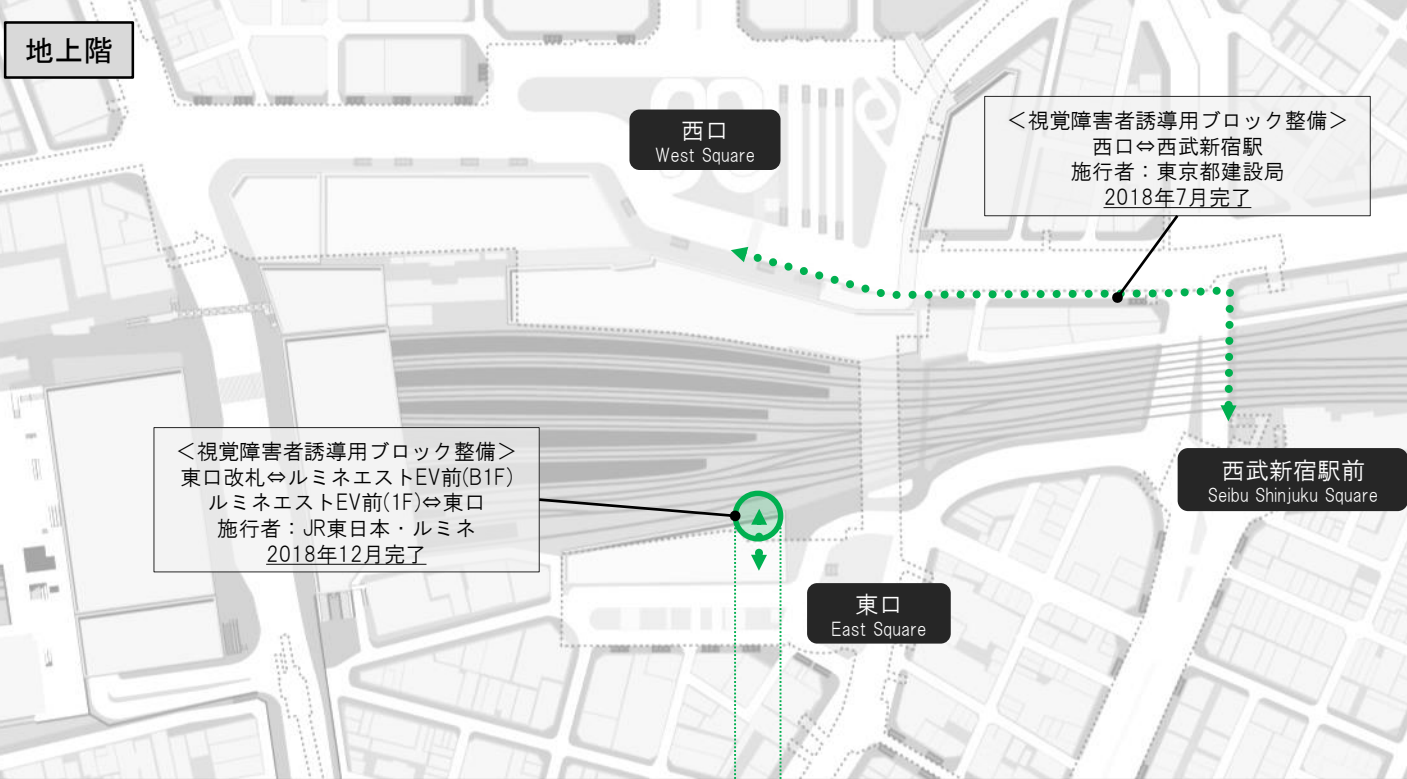 地上階
西口
West Square
＜視覚障害者誘導用ブロック整備＞
西口⇔西武新宿駅
施行者：東京都建設局
2018年7月完了
＜視覚障害者誘導用ブロック整備＞
東口改札⇔ルミネエストEV前(B1F)
ルミネエストEV前(1F)⇔東口
施行者：JR東日本・ルミネ
2018年12月完了
西武新宿駅前
Seibu Shinjuku Square
東口
East Square